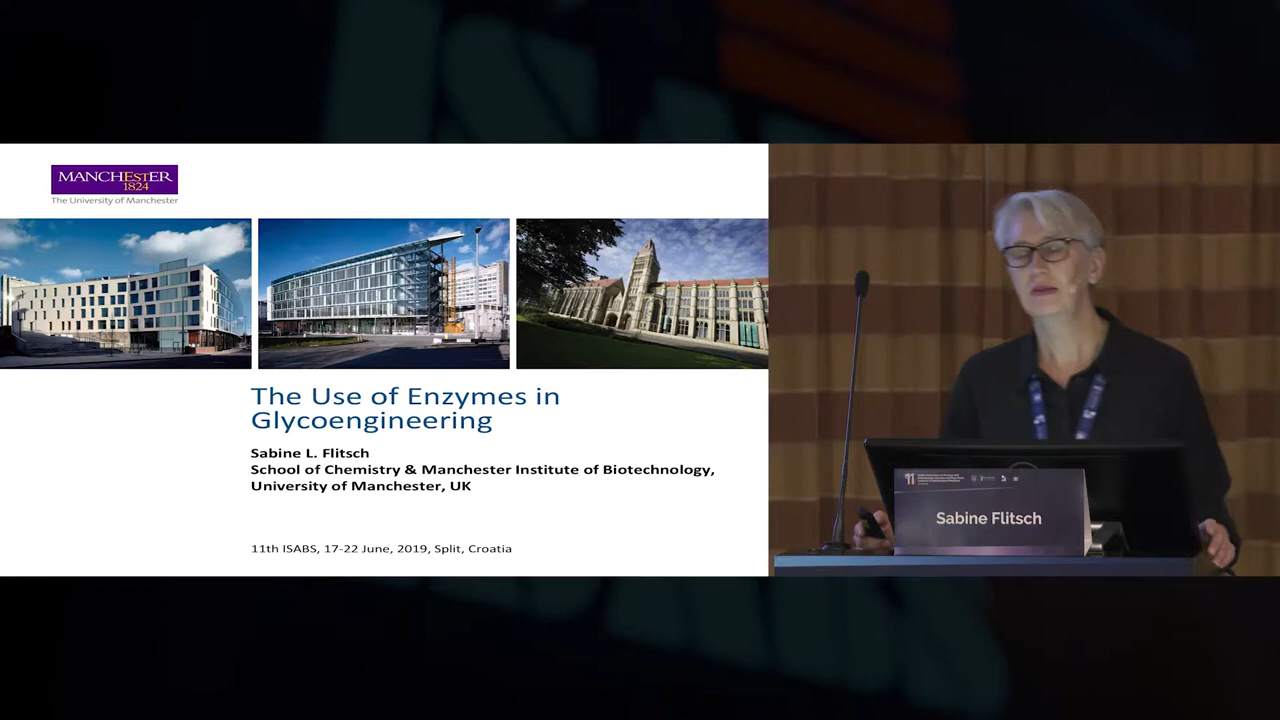 MANCHESTER
1824
The University of Manchester
The Use of Enzymes in
Glycoengineering
Sabine L. Flitsch
School of Chemistry & Manchester Institute of Biotechnology,
University of Manchester, UK
11th ISABS, 17-22 June, 2019, Split, Croatia
11
Sabine Flitsch